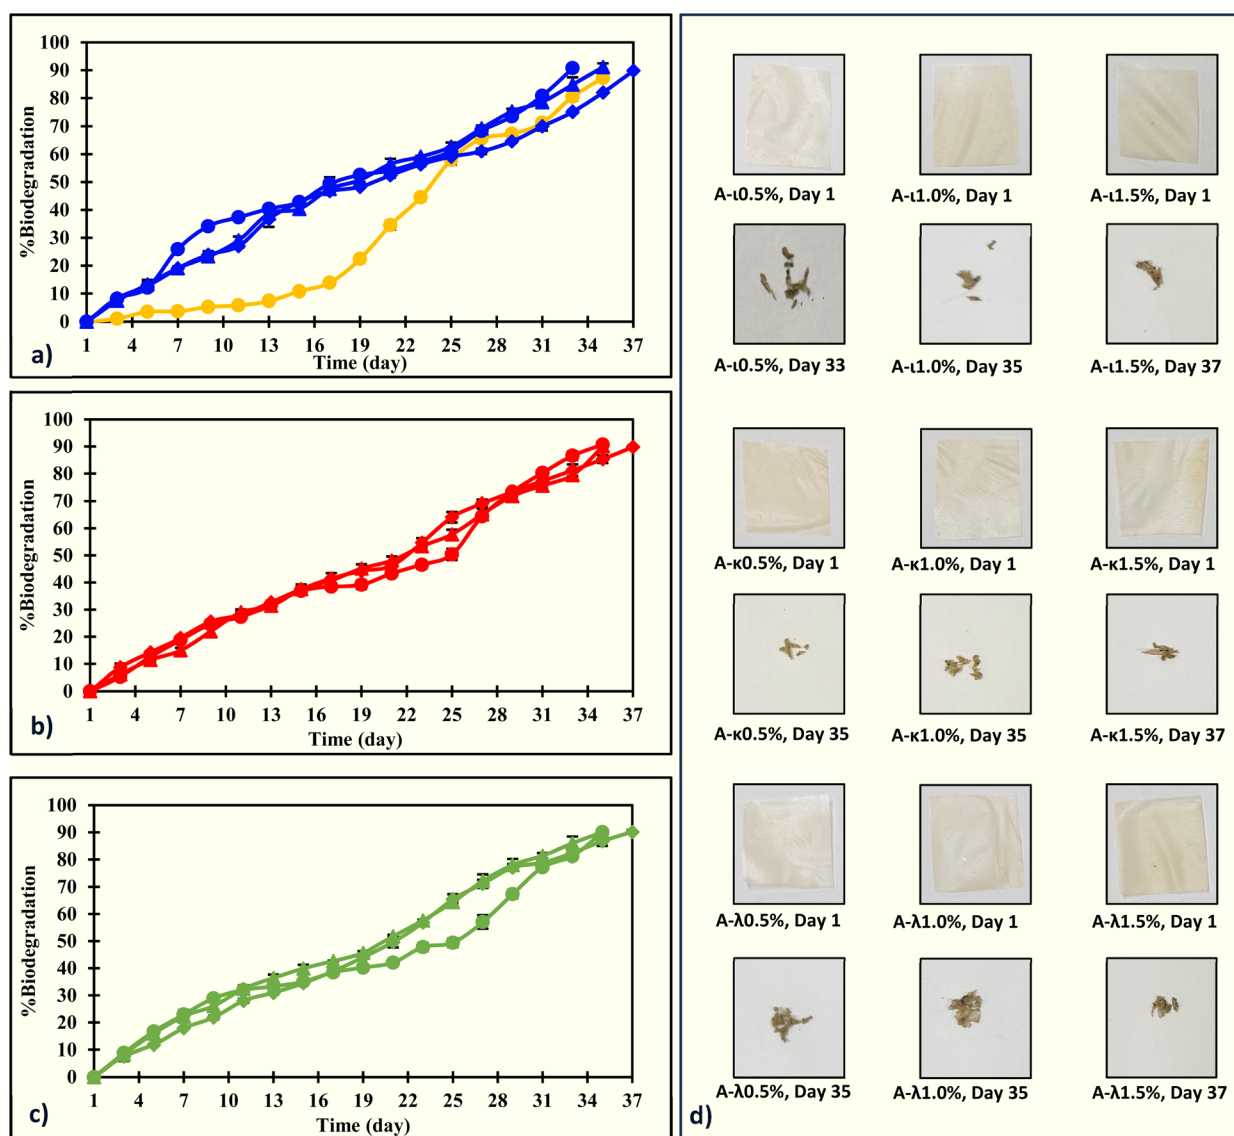 100
90
80
70
60
50
40
30
20
10
0
%Biodegradation
1 4 7 10 13 16 19 22 25 28 31 34 37
Time (day)
a)
100
90
80
70
60
50
40
30
20
10
0
%Biodegradation
1 4 7 10 13 16 19 22 25 28 31 34 37
Time (day)
b)
100
90
80
70
60
50
40
30
20
10
0
%Biodegradation
1 4 7 10 13 16 19 22 25 28 31 34 37
Time (day)
c)
A-ι0.5%, Day 1 A-ι1.0%, Day 1 A-ι1.5%, Day 1
A-ι0.5%, Day 33 A-ι1.0%, Day 35 A-ι1.5%, Day 37
A-κ0.5%, Day 1 A-κ1.0%, Day 1 A-κ1.5%, Day 1
A-κ0.5%, Day 35 A-κ1.0%, Day 35 A-κ1.5%, Day 37
A-λ0.5%, Day 1 A-λ1.0%, Day 1 A-λ1.5%, Day 1
A-λ0.5%, Day 35 A-λ1.0%, Day 35 A-λ1.5%, Day 37
d)